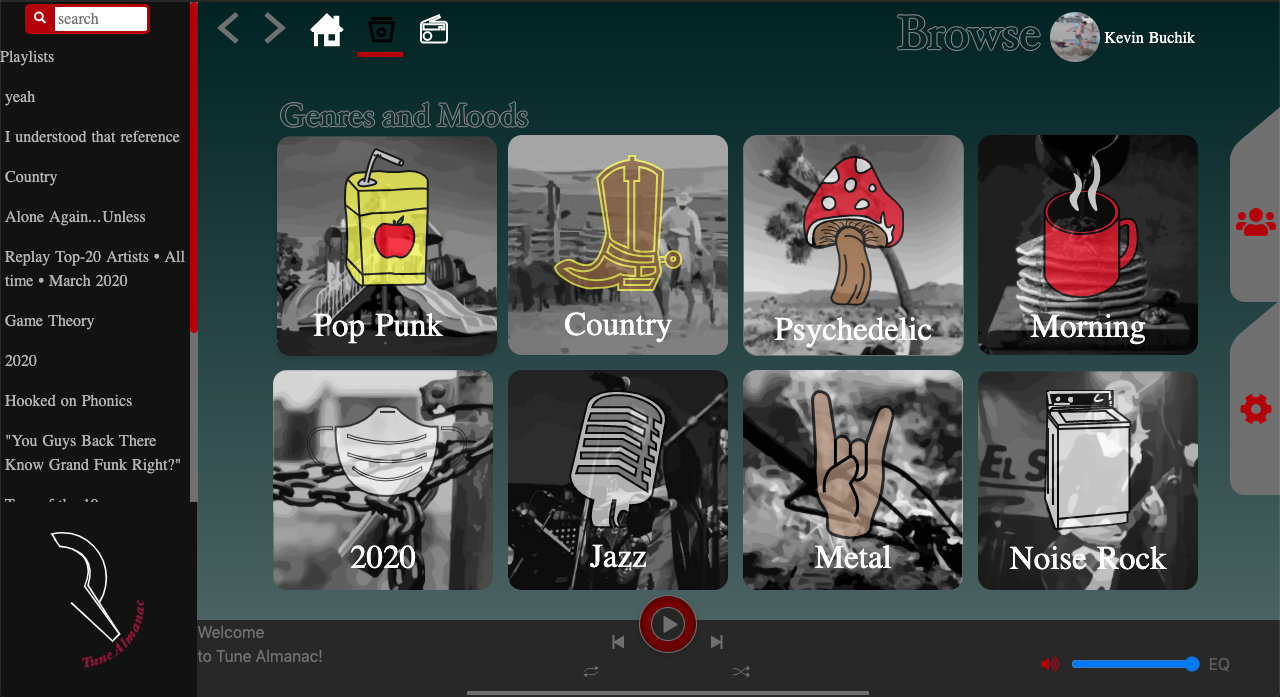 search
Playlists
yeah
I understood that reference
Country
Alone Again...Unless
Replay Top-20 Artists • All
time • March 2020
Game Theory
2020
Hooked on Phonics
"You Guys Back There
Know Grand Funk Right?"
Tune Almanac
Browse
Kevin Buchik
Genres and Moods
Pop Punk
Country
Psychedelic
Morning
2020
Jazz
Metal
EL S
Noise Rock
Welcome
to Tune Almanac!
EQ